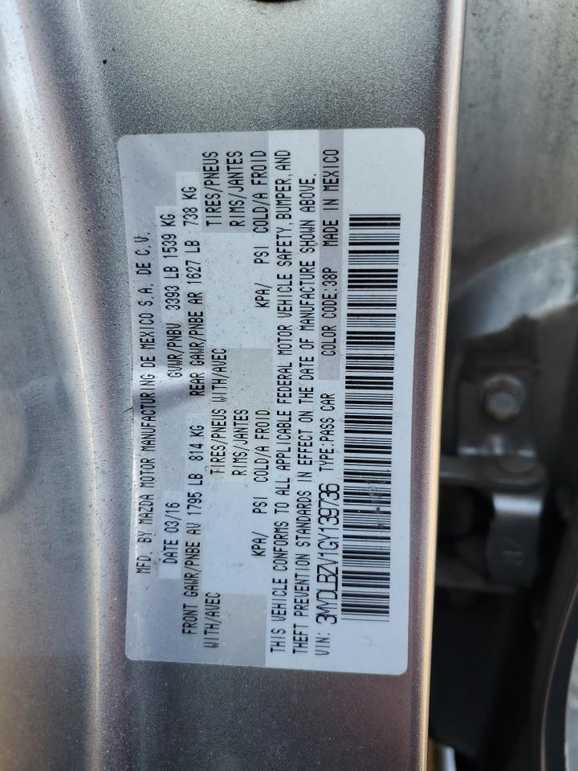 MFD. BY MAZDA MOTOR MANUFACTURING DE MEXICO S.A. DE C.V.
DATE 03/16 GVWR/PNBV 3393 LB 1539 KG
FRONT GAWR/PNBE AV 1795 LB 814 KG REAR GAWR/PNBE AR 1627 LB 738 KG
WITH/AVEC TIRES/PNEUS WITH/AVEC TIRES/PNEUS
RIMS/JANTES RIMS/JANTES
KPA/ PSI COLD/A FROID KPA/ PSI COLD/A FROID
THIS VEHICLE CONFORMS TO ALL APPLICABLE FEDERAL MOTOR VEHICLE SAFETY, BUMPER, AND
THEFT PREVENTION STANDARDS IN EFFECT ON THE DATE OF MANUFACTURE SHOWN ABOVE.
VIN: 3MYDLBZV1GY139736 TYPE:PASS CAR COLOR CODE:38P MADE IN MEXICO